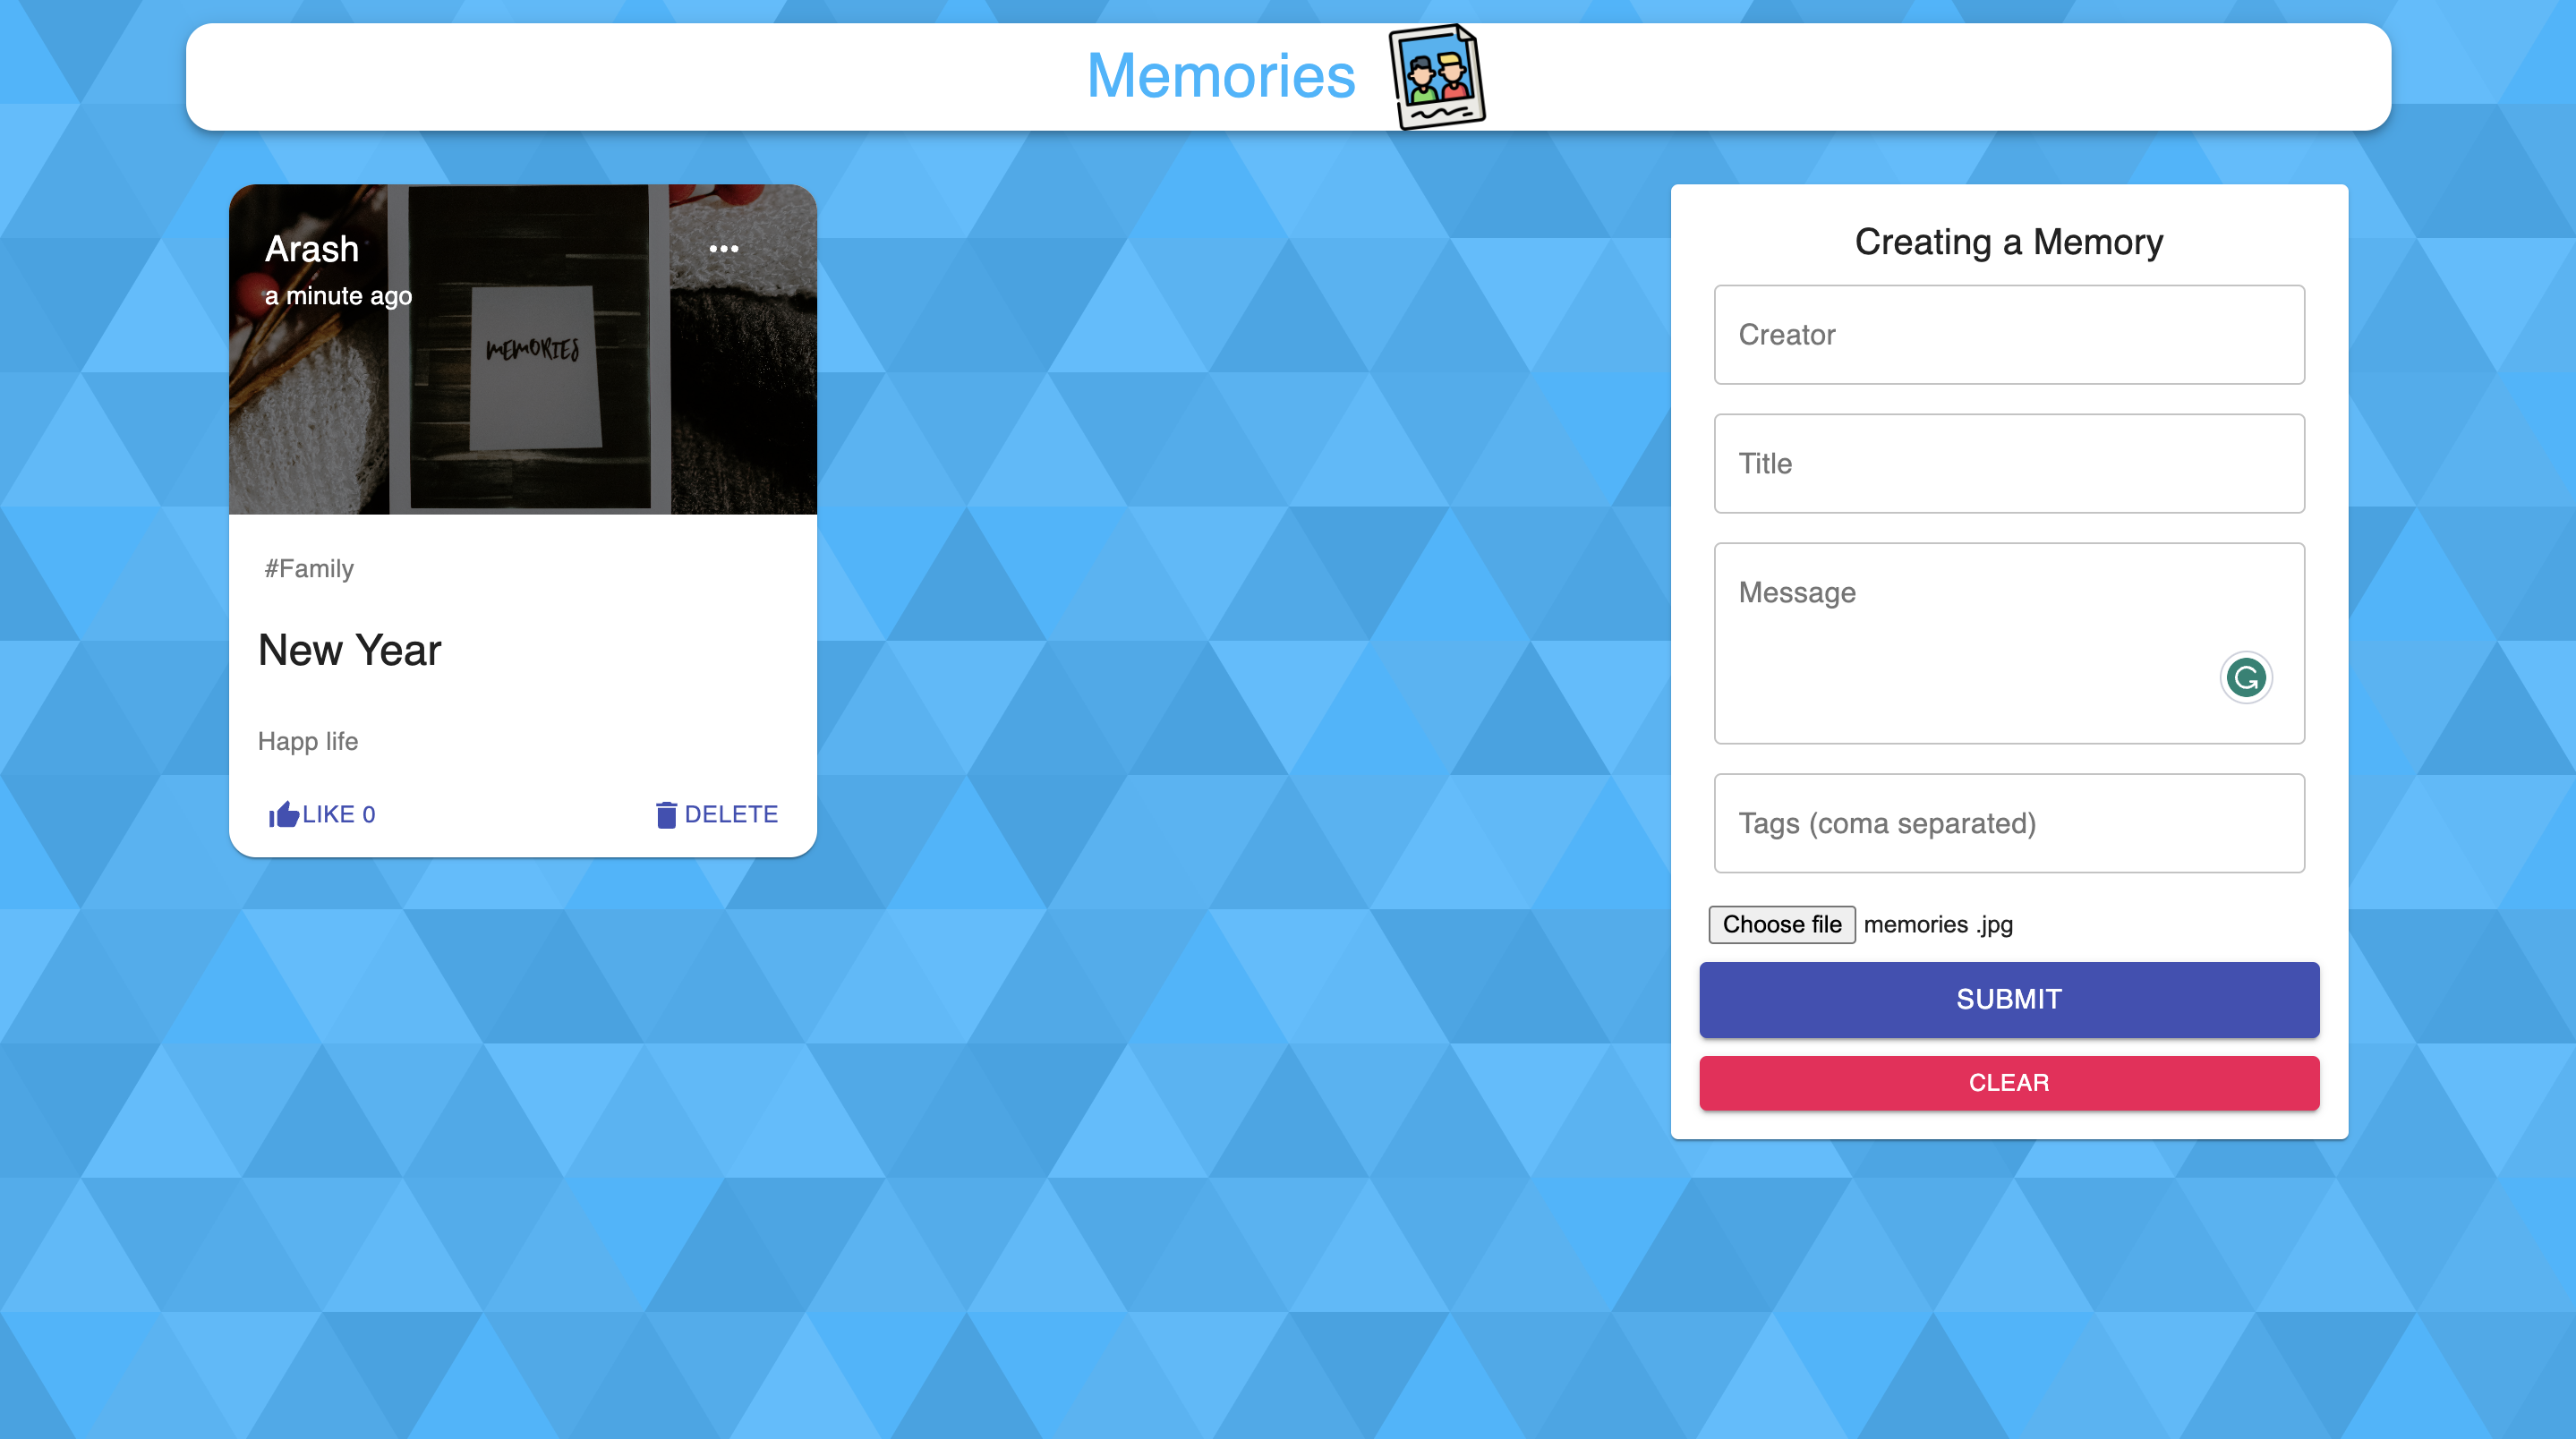 Memories
Arash
•••
a minute ago
MEMORIES
#Family
New Year
Happ life
LIKE 0
DELETE
Creating a Memory
Creator
Title
Message
Tags (coma separated)
Choose file memories .jpg
SUBMIT
CLEAR